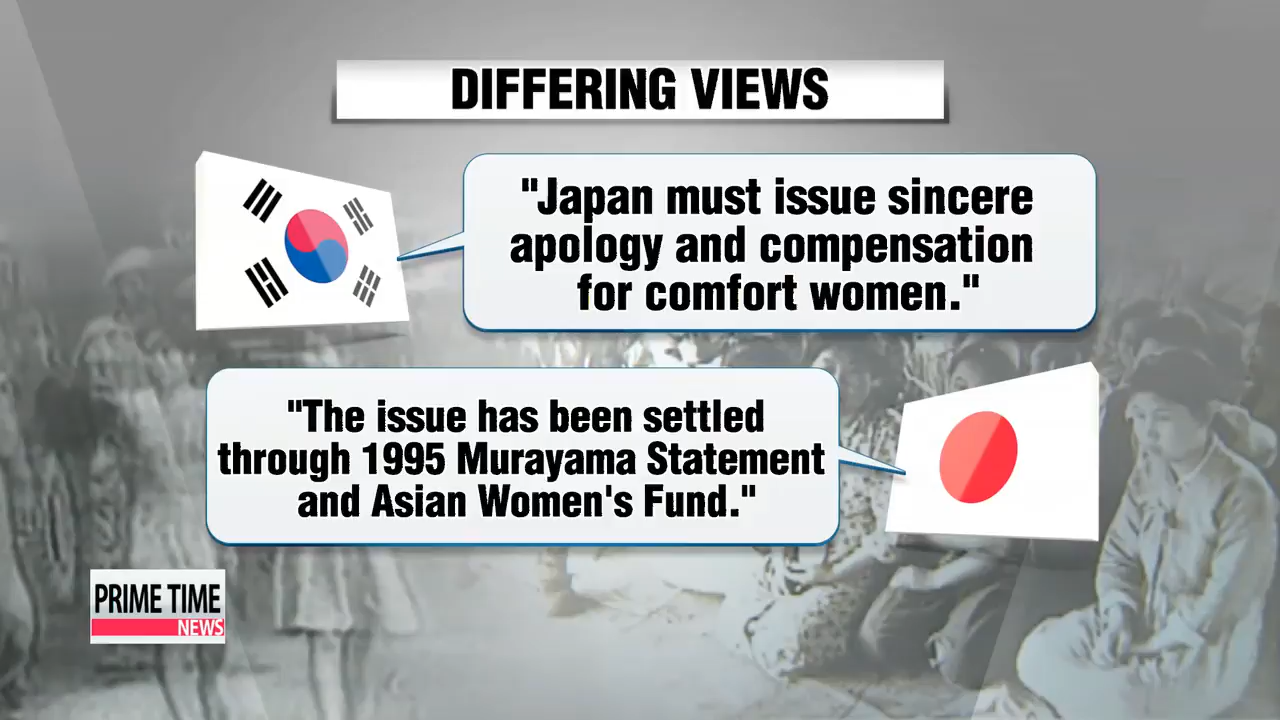 DIFFERING VIEWS
"Japan must issue sincere
apology and compensation
for comfort women."
"The issue has been settled
through 1995 Murayama Statement
and Asian Women's Fund."
PRIME TIME
NEWS